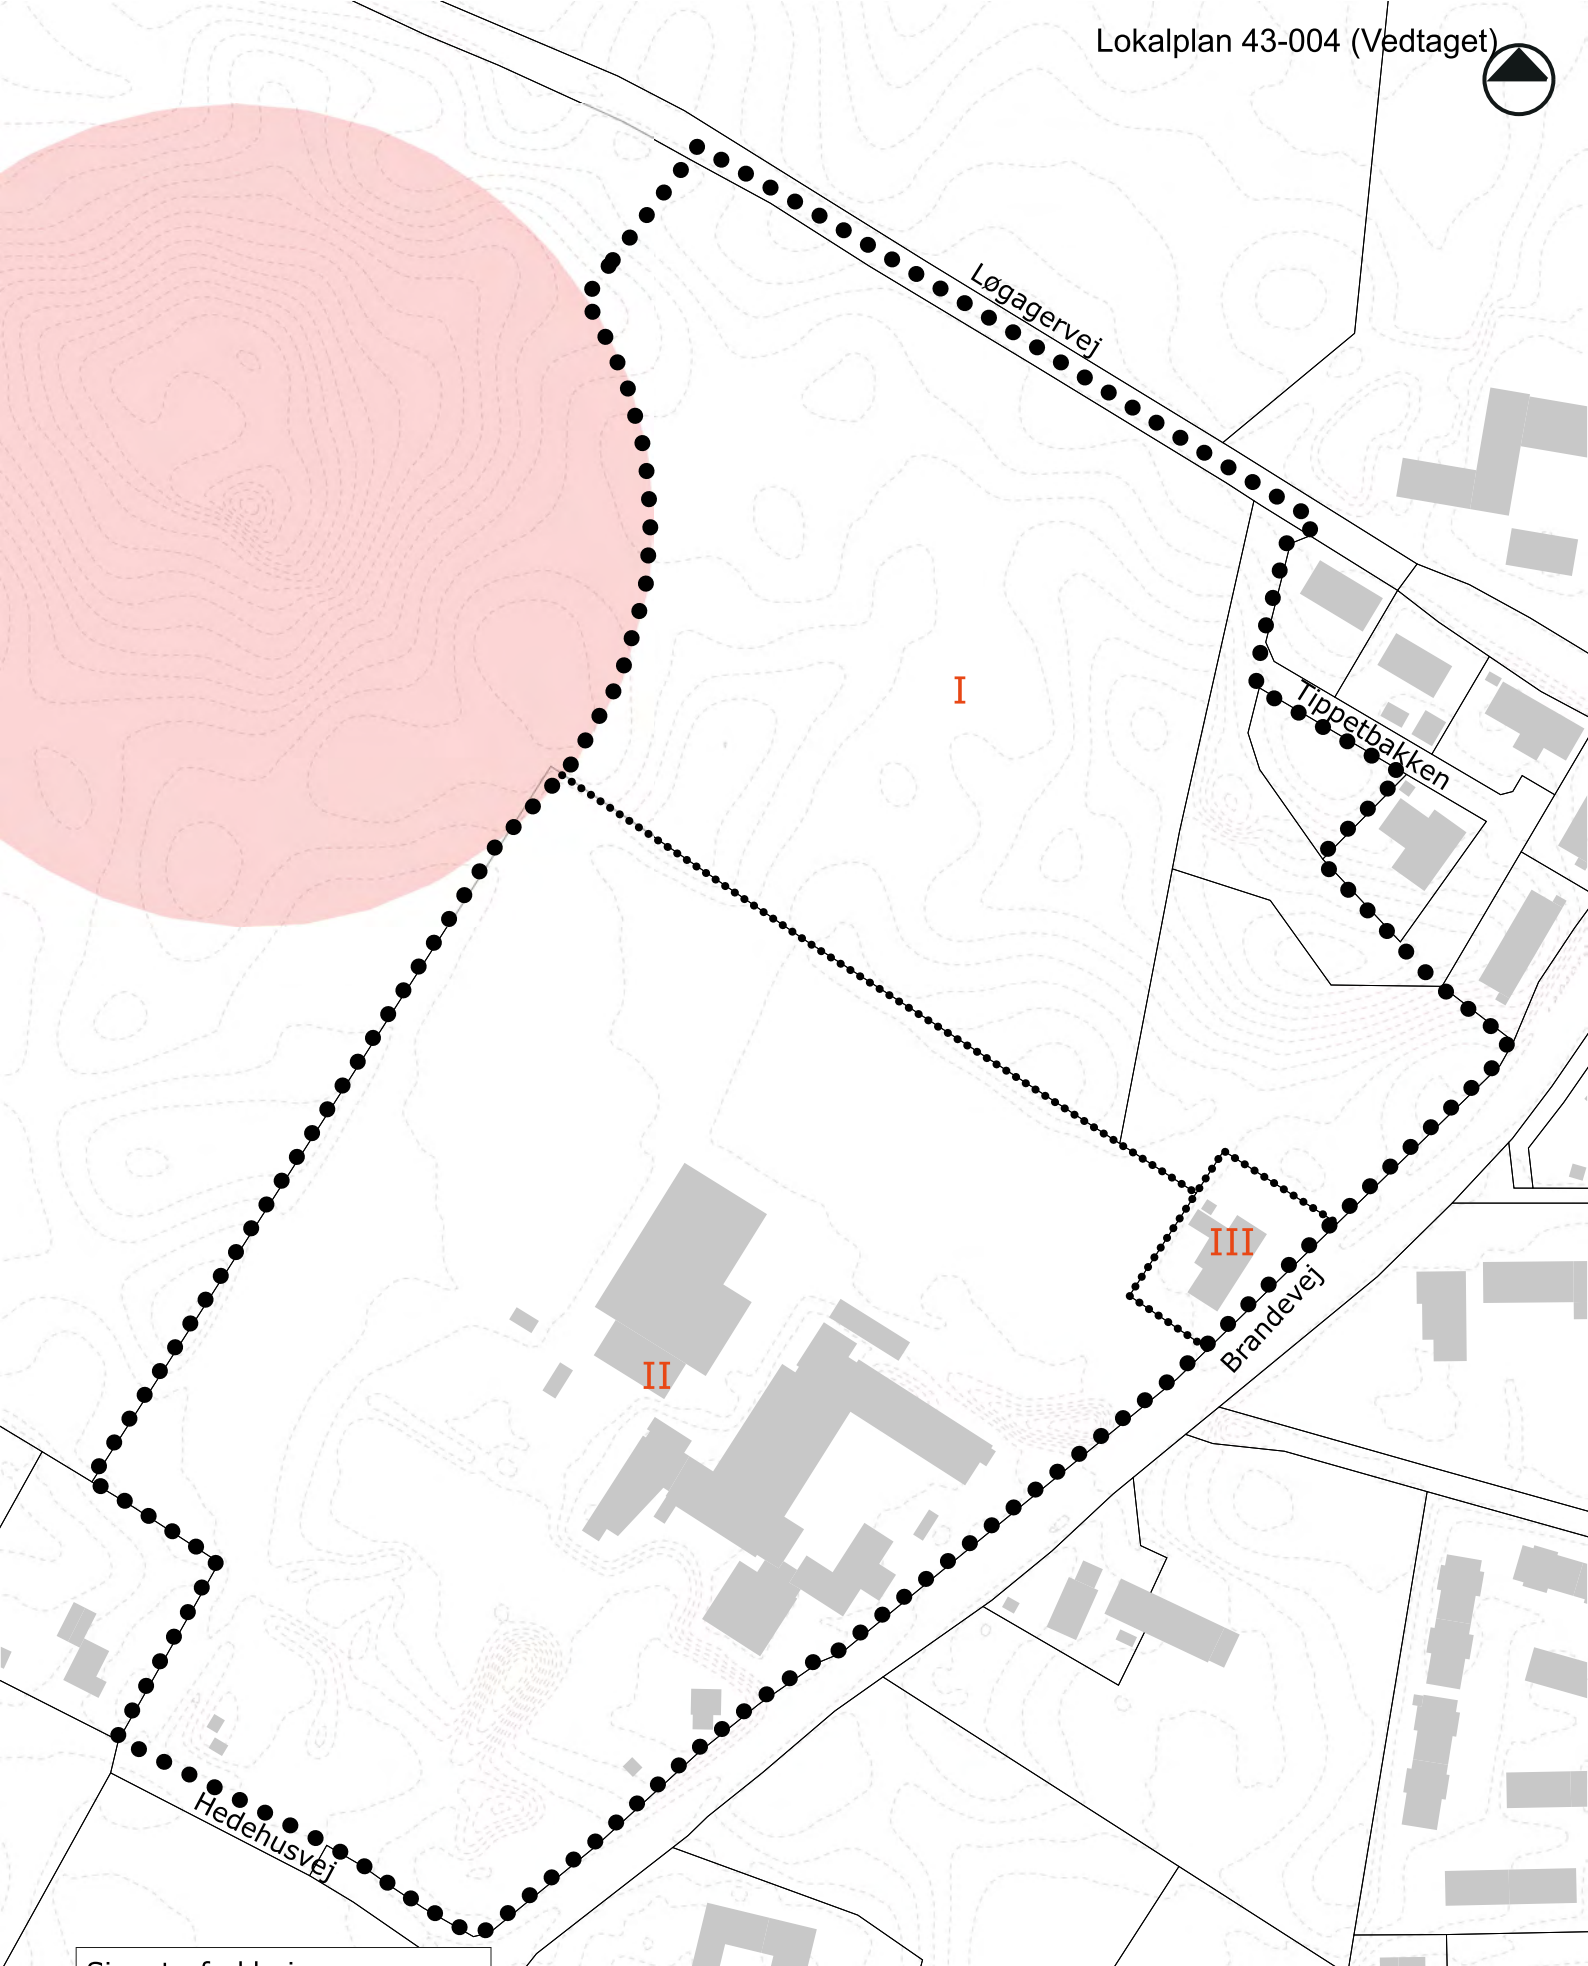 Lokalplan 43-004 (Vedtaget)
Løgagervej
I
Tippetbakken
III
Brandevej
II
Hedehusvej